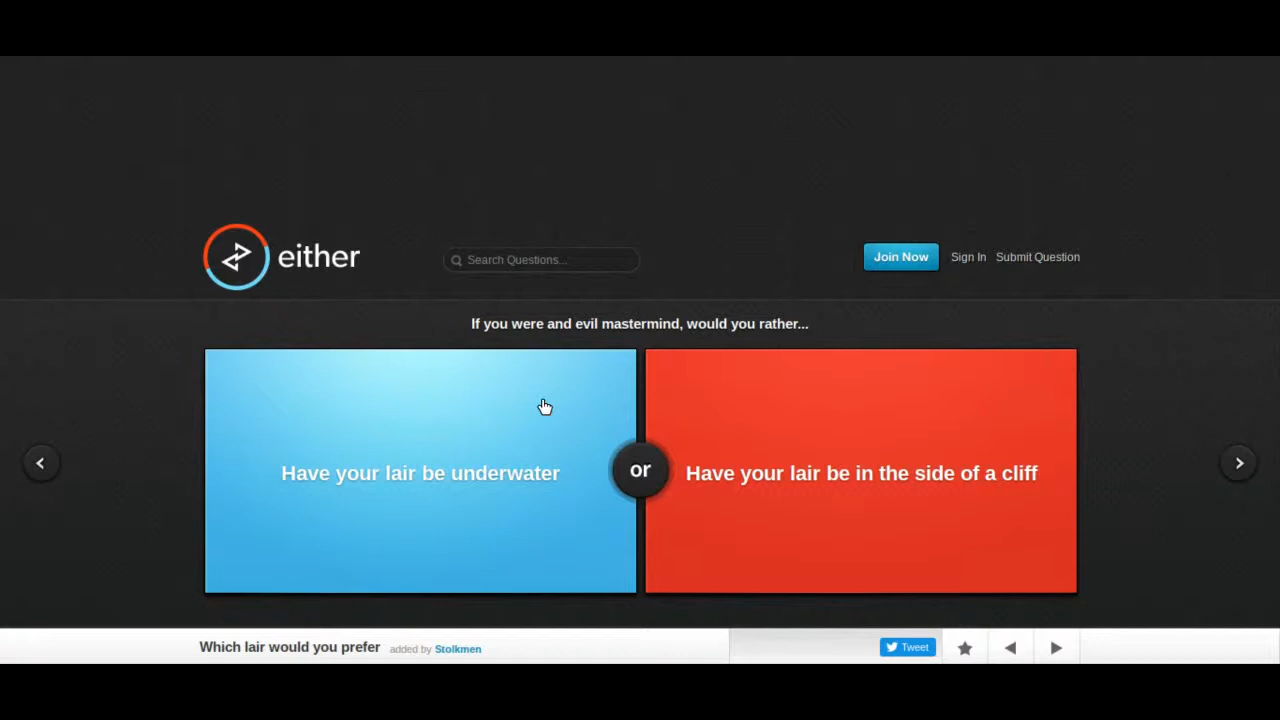 either
Search Questions...
Join Now
Sign In
Submit Question
If you were and evil mastermind, would you rather...
Have your lair be underwater
or
Have your lair be in the side of a cliff
Which lair would you prefer added by Stolkmen
Tweet